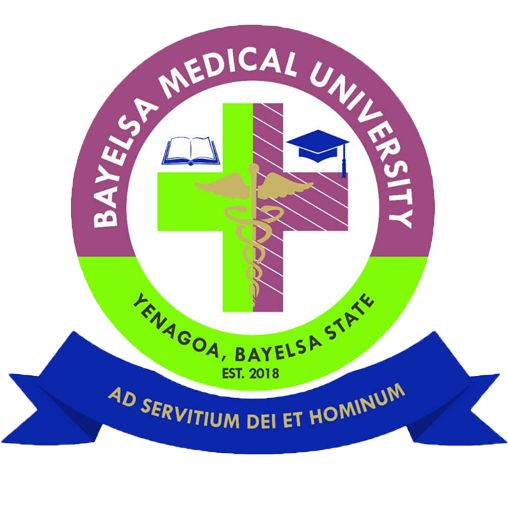 BAYELSA MEDICAL UNIVERSITY
YENAGOA, BAYELSA STATE
EST. 2018
AD SERVITIUM DEI ET HOMINUM